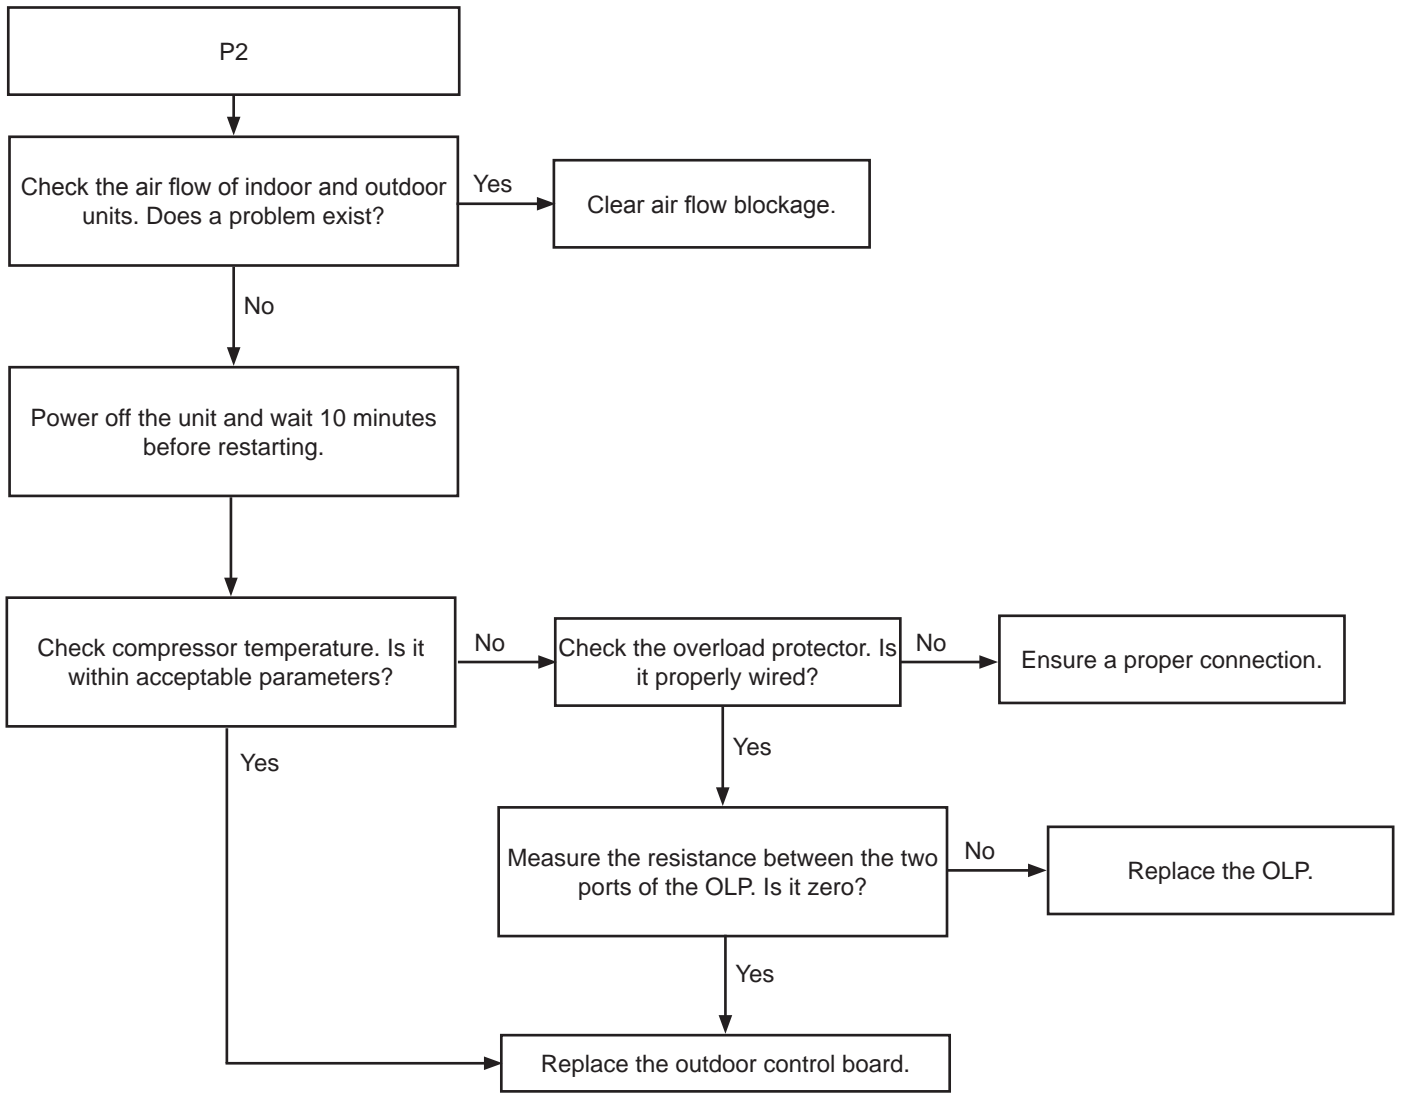 P2
Check the air flow of indoor and outdoor
units. Does a problem exist?
Yes
Clear air flow blockage.
No
Power off the unit and wait 10 minutes
before restarting.
Check compressor temperature. Is it
within acceptable parameters?
No
Check the overload protector. Is
it properly wired?
No
Ensure a proper connection.
Yes
Yes
Measure the resistance between the two
ports of the OLP. Is it zero?
No
Replace the OLP.
Yes
Replace the outdoor control board.